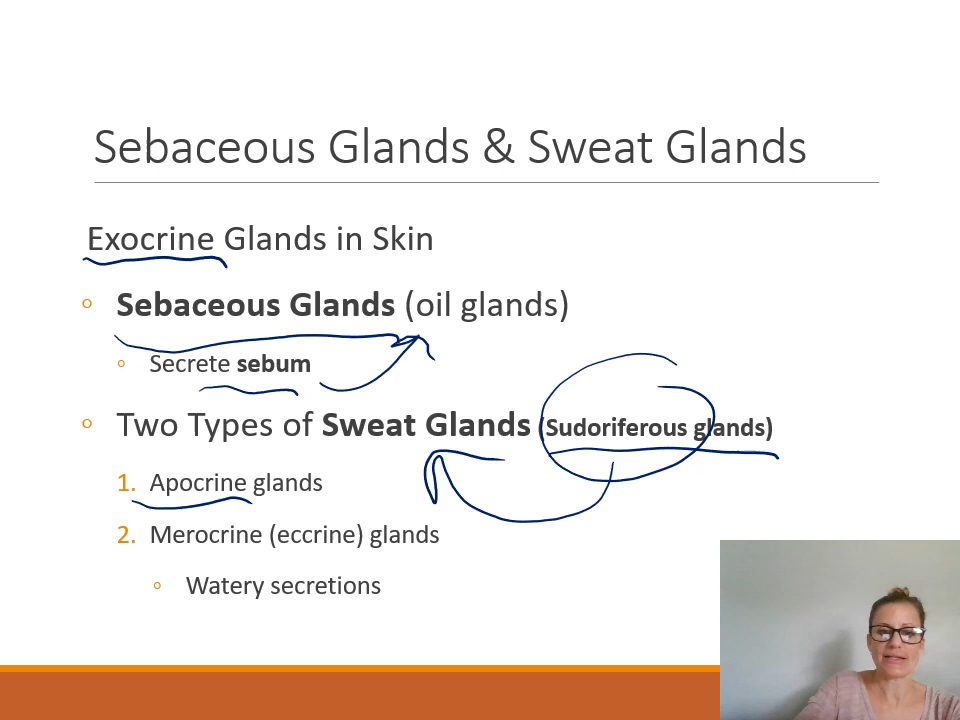 Sebaceous Glands & Sweat Glands
Exocrine Glands in Skin
Sebaceous Glands (oil glands)
Secrete sebum
Two Types of Sweat Glands (Sudoriferous glands)
1. Apocrine glands
2. Merocrine (eccrine) glands
Watery secretions